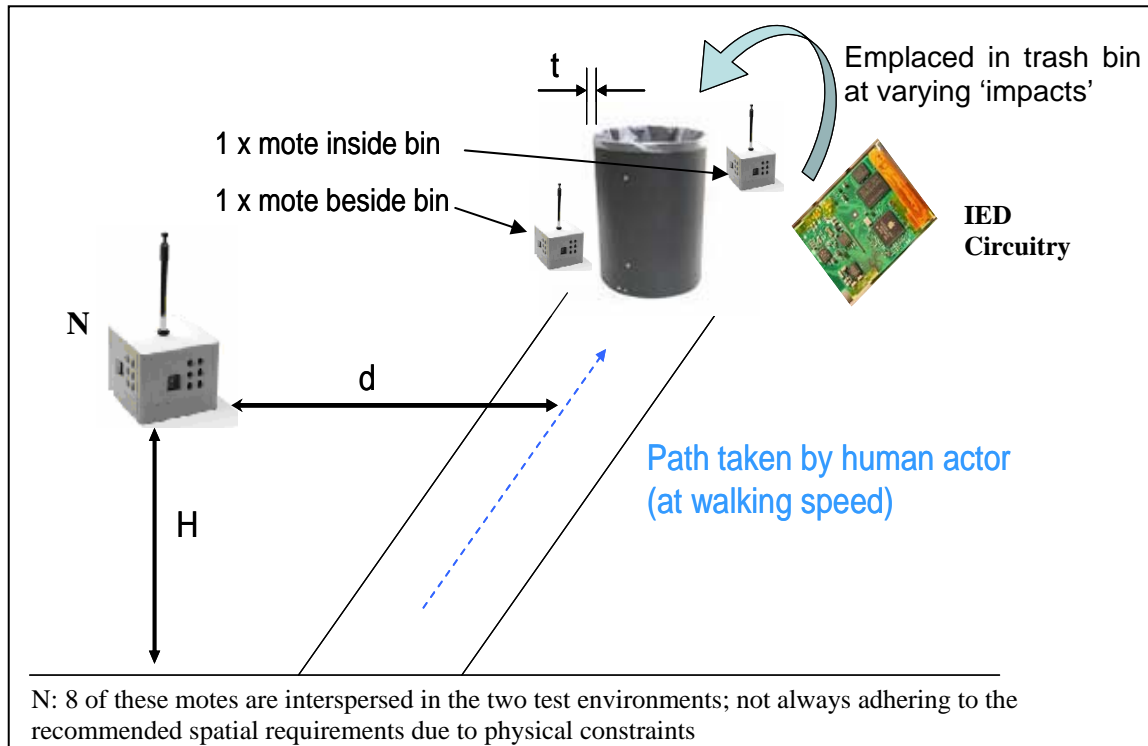 t
Emplaced in trash bin
at varying ‘impacts’
1 x mote inside bin
1 x mote beside bin
IED
Circuitry
N
d
Path taken by human actor
(at walking speed)
H
N: 8 of these motes are interspersed in the two test environments; not always adhering to the
recommended spatial requirements due to physical constraints